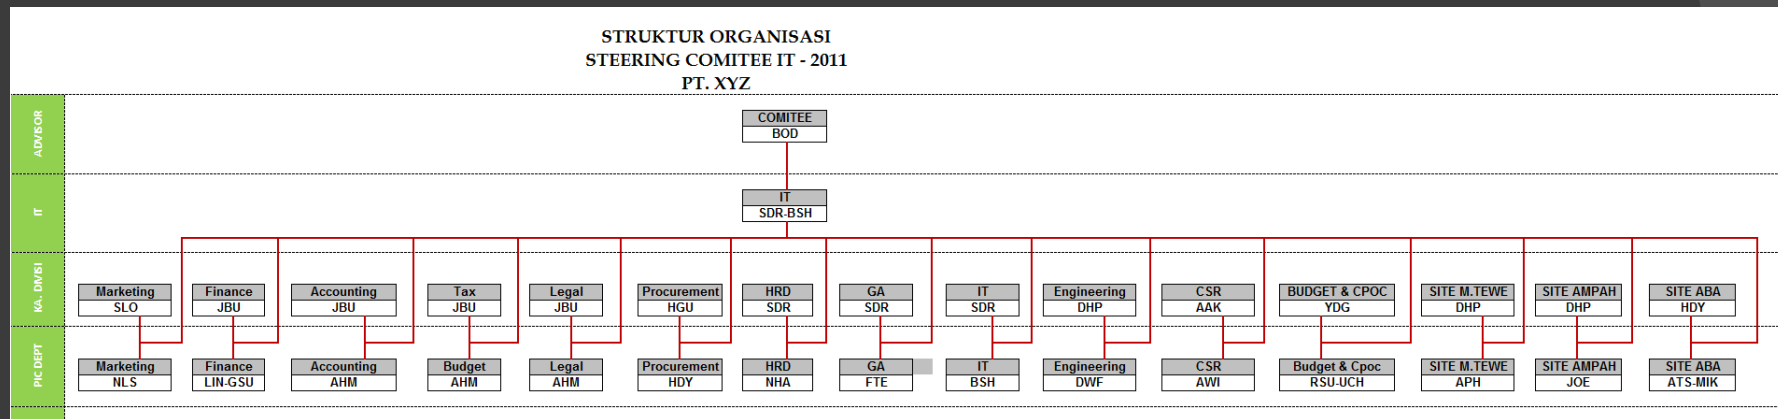 STRUKTUR ORGANISASI
STEERING COMITEE IT - 2011
PT. XYZ
ADVISOR
COMITEE
BOD
IT
IT
SDR-BSH
KA. DIVISI
Marketing Finance Accounting Tax Legal Procurement HRD GA IT Engineering CSR BUDGET & CPOC SITE M.TEWE SITE AMPAH SITE ABA
SLO JBU JBU JBU JBU HGU SDR SDR SDR DHP AAK YDG DHP DHP HDY
PIC DEPT
Marketing Finance Accounting Budget Legal Procurement HRD GA IT Engineering CSR Budget & Cpoc SITE M.TEWE SITE AMPAH SITE ABA
NLS LIN-GSU AHM AHM AHM HDY NHA FTE BSH DWF AWI RSU-UCH APH JOE ATS-MIK